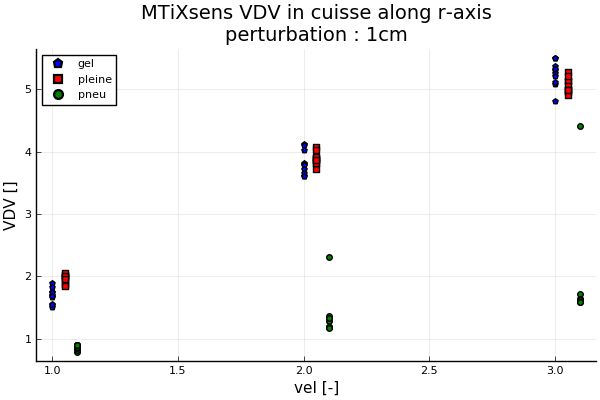 MTiXsens VDV in cuisse along r-axis
perturbation : 1cm
gel
pleine
pneu
VDV []
5
4
3
2
1
1.0
1.5
2.0
2.5
3.0
vel [-]